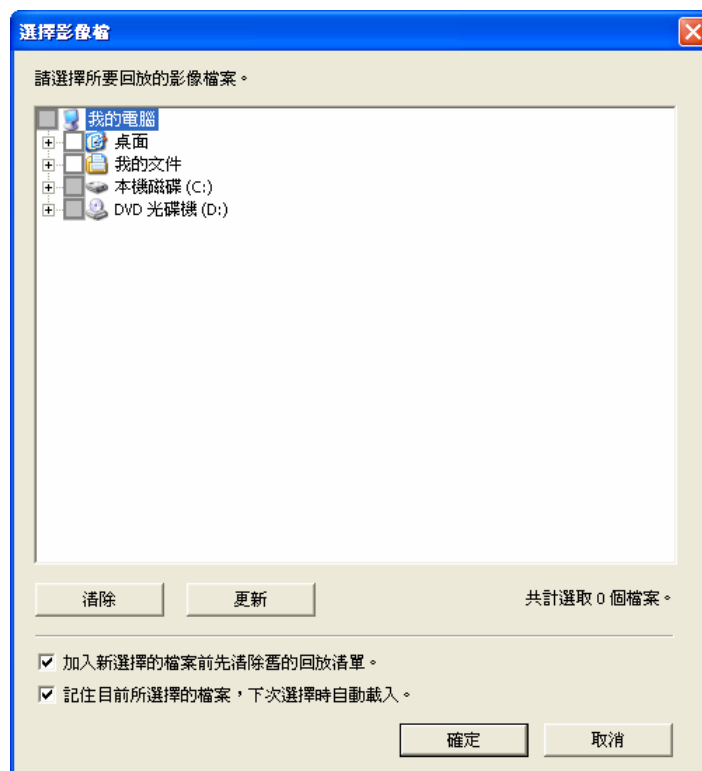 選擇影像檔
請選擇所要回放的影像檔案。
我的電腦
桌面
我的文件
本機磁碟 (C:)
DVD 光碟機 (D:)
清除
更新
共計選取 0 個檔案。
加入新選擇的檔案前先清除舊的回放清單。
記住目前所選擇的檔案，下次選擇時自動載入。
確定
取消